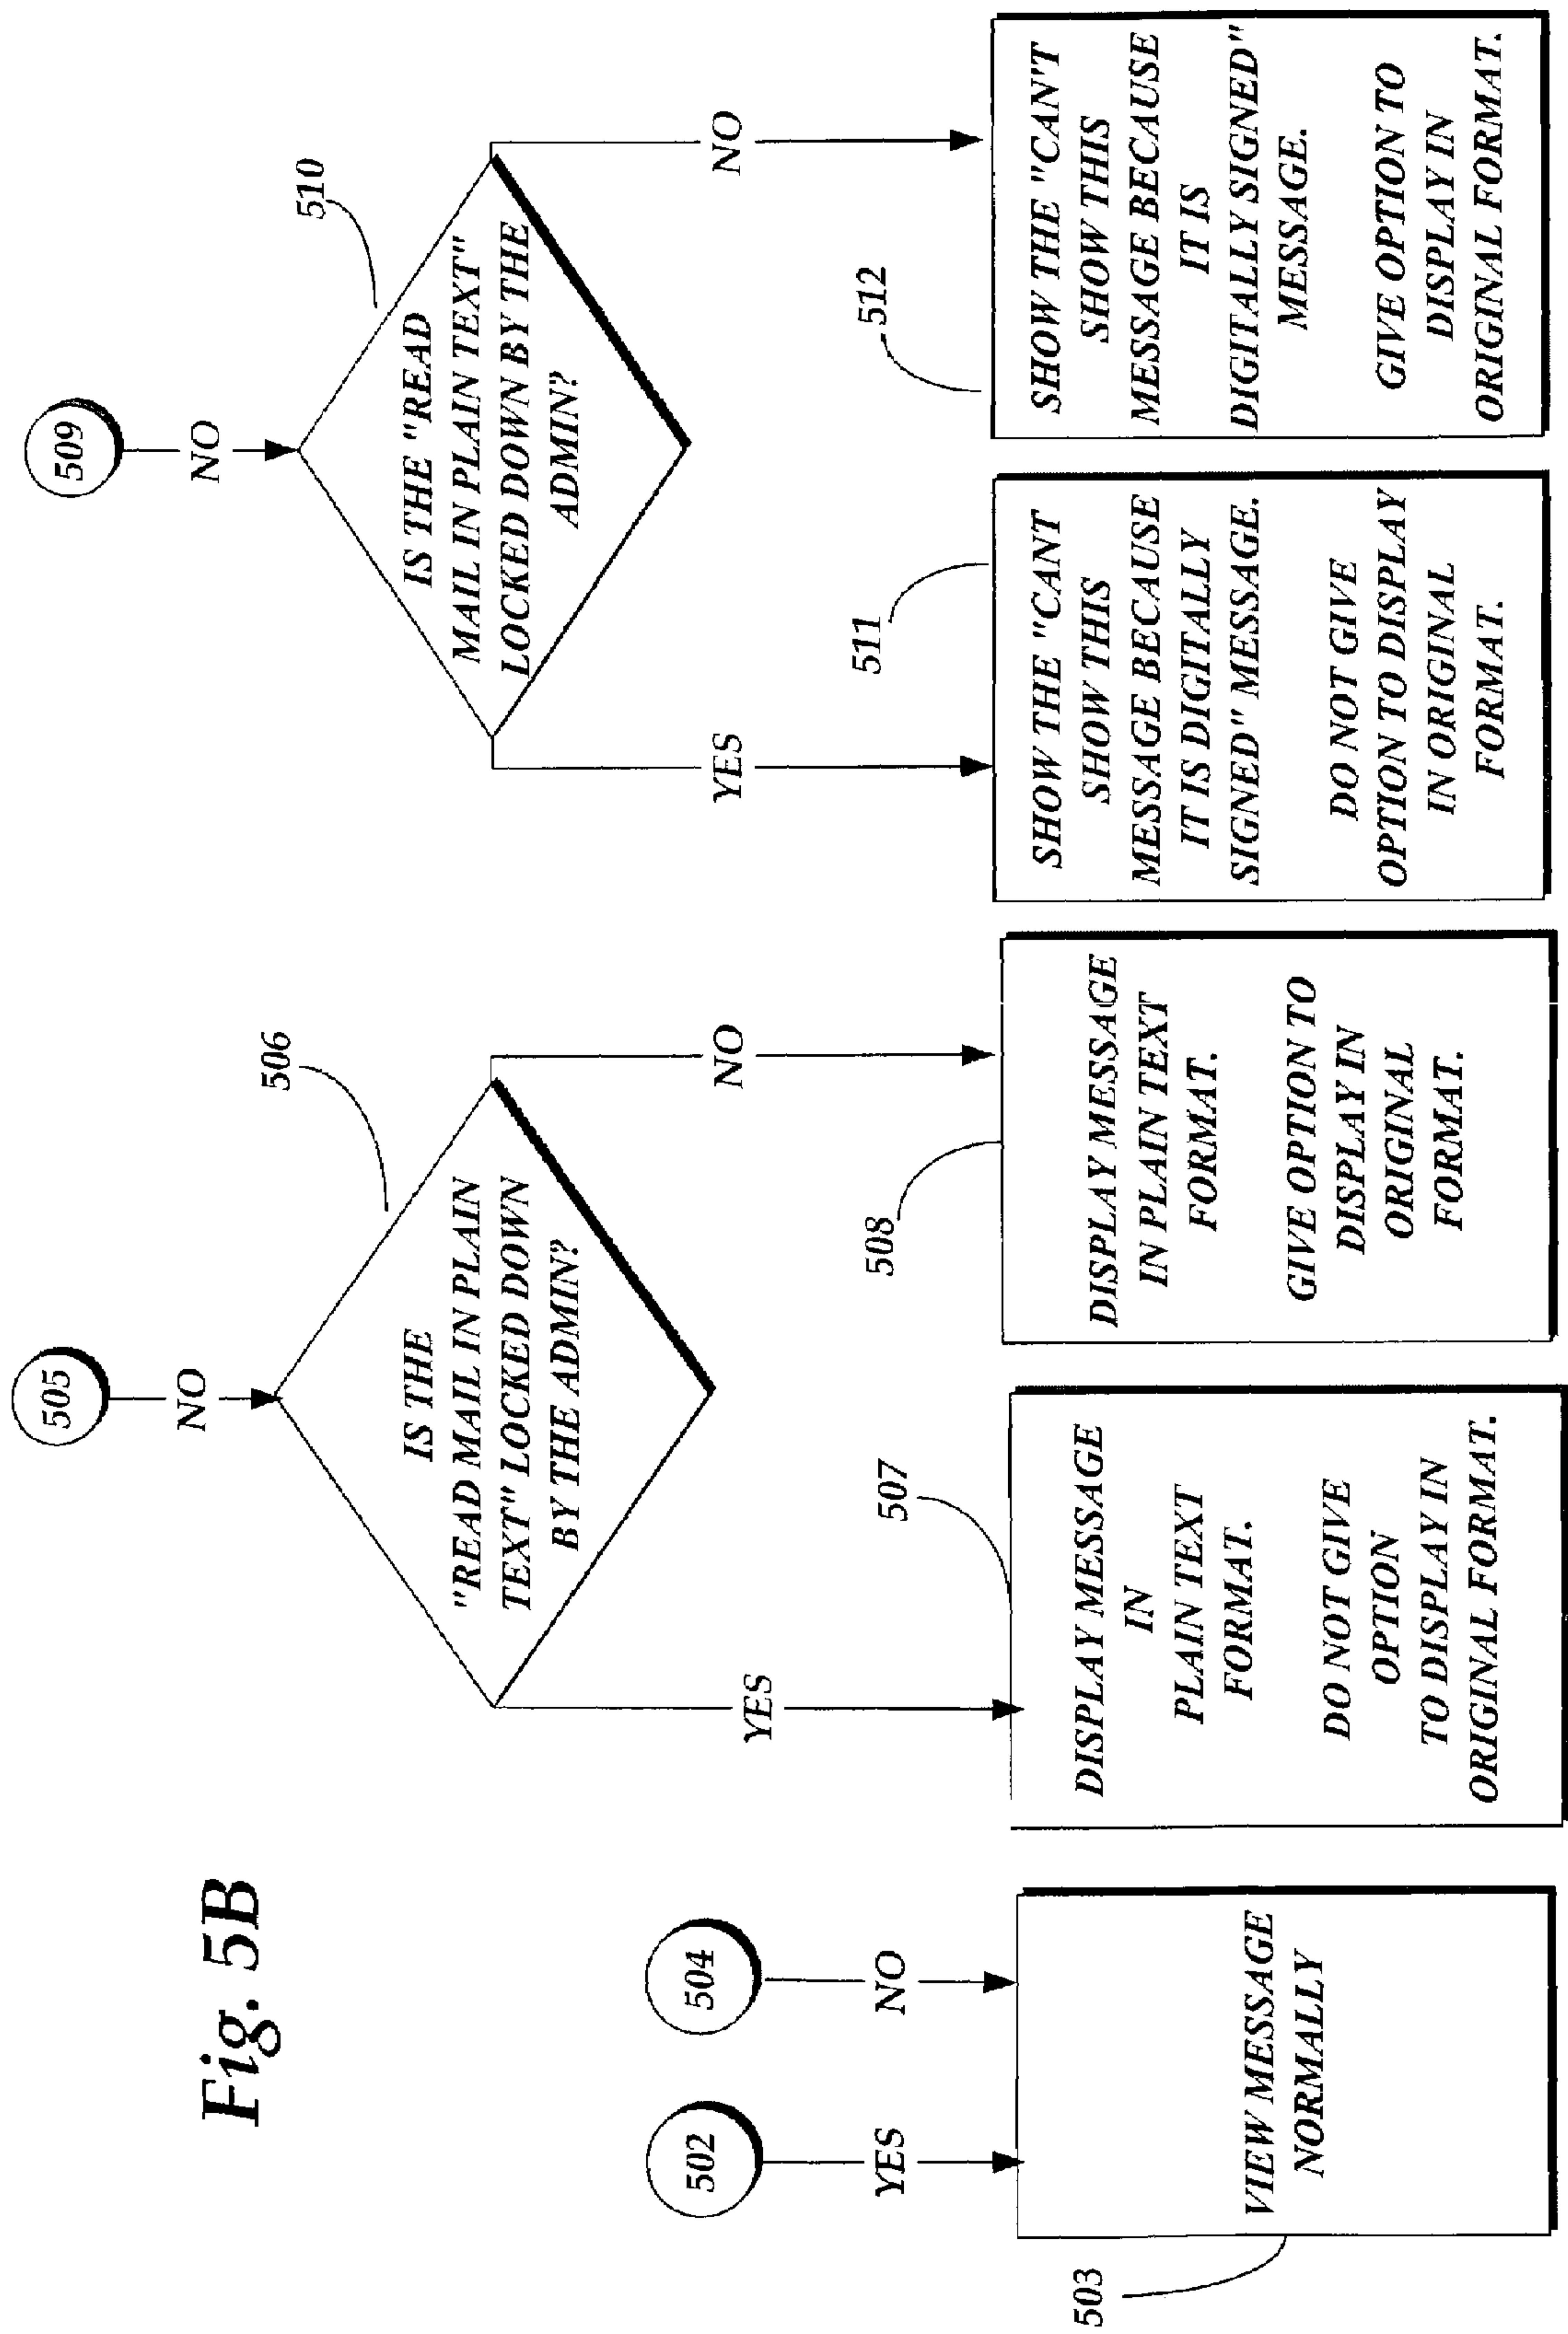 Fig. 5B
502
YES
504
NO
503
VIEW MESSAGE
NORMALLY
505
NO
506
IS THE
"READ MAIL IN PLAIN
TEXT" LOCKED DOWN
BY THE ADMIN?
YES
NO
507
DISPLAY MESSAGE
IN
PLAIN TEXT
FORMAT.
DO NOT GIVE
OPTION
TO DISPLAY IN
ORIGINAL FORMAT.
508
DISPLAY MESSAGE
IN PLAIN TEXT
FORMAT.
GIVE OPTION TO
DISPLAY IN
ORIGINAL
FORMAT.
509
NO
510
IS THE "READ
MAIL IN PLAIN TEXT"
LOCKED DOWN BY THE
ADMIN?
YES
NO
511
SHOW THE "CANT
SHOW THIS
MESSAGE BECAUSE
IT IS DIGITALLY
SIGNED" MESSAGE.
DO NOT GIVE
OPTION TO DISPLAY
IN ORIGINAL
FORMAT.
512
SHOW THE "CAN'T
SHOW THIS
MESSAGE BECAUSE
IT IS
DIGITALLY SIGNED"
MESSAGE.
GIVE OPTION TO
DISPLAY IN
ORIGINAL FORMAT.